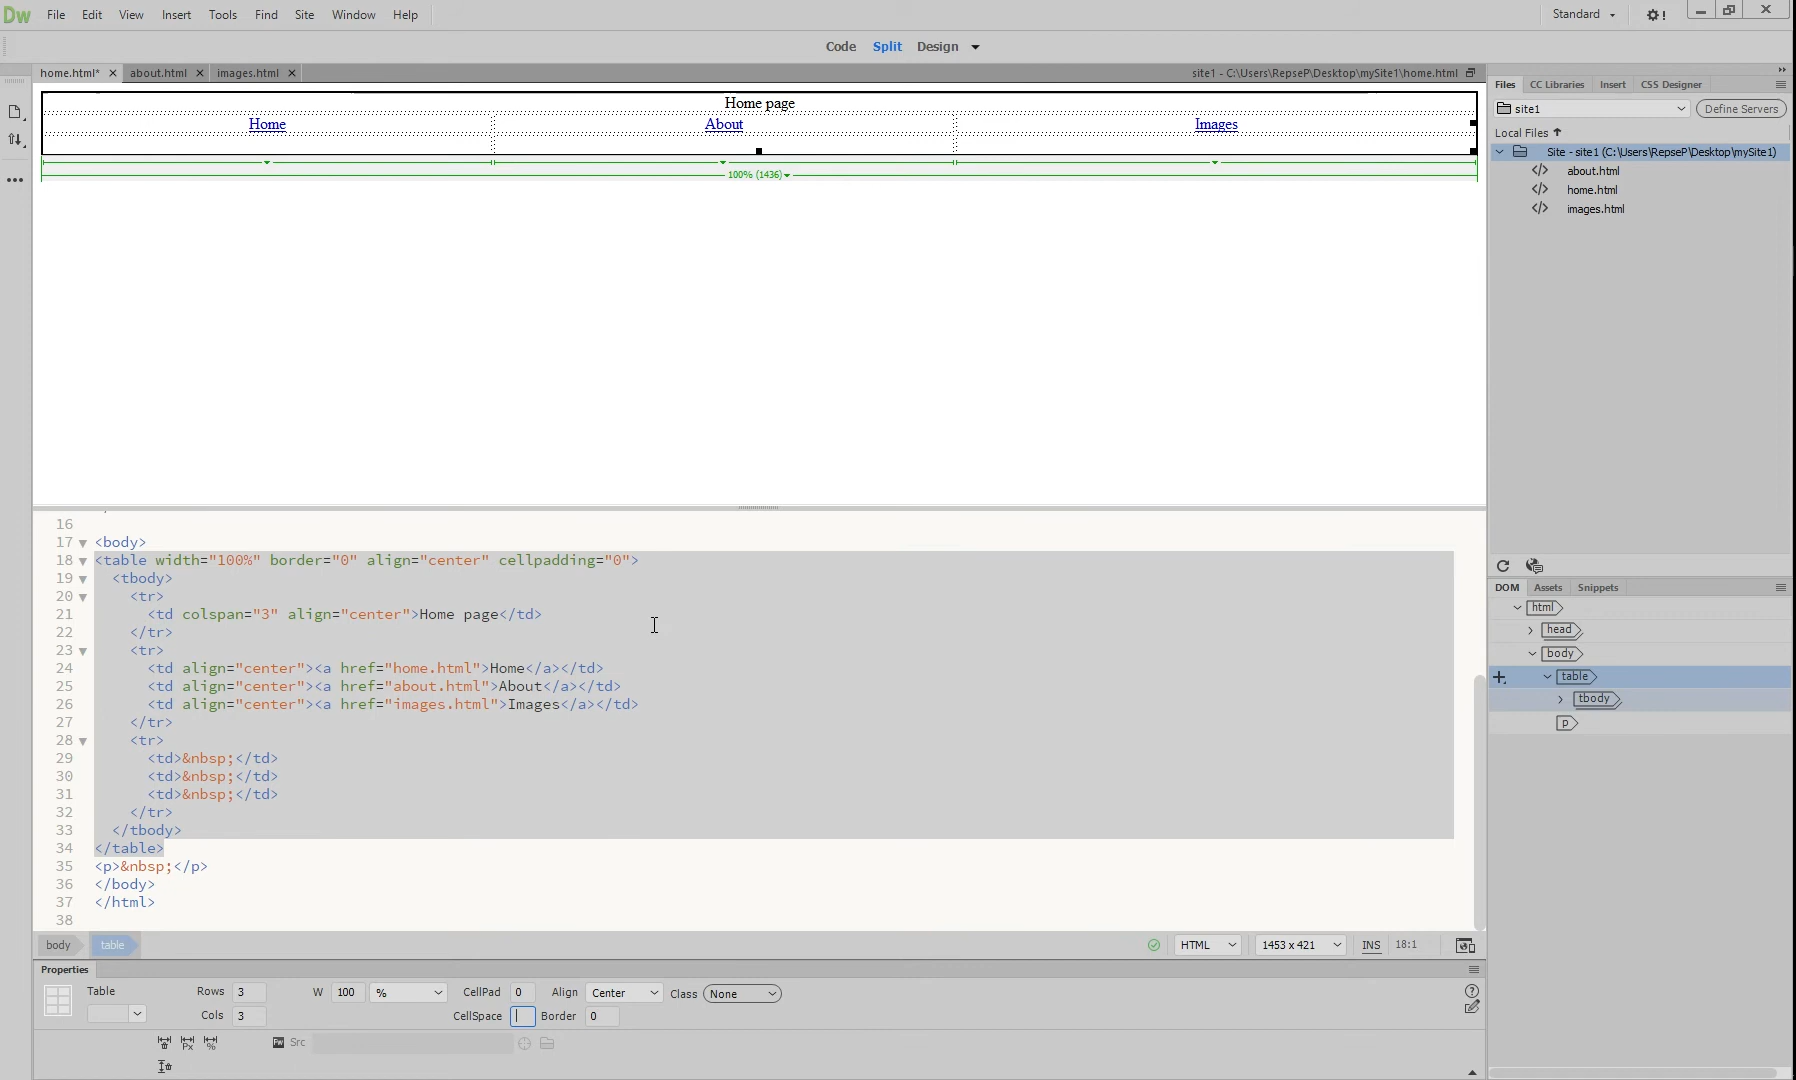 Dw File Edit View Insert Tools Find Site Window Help Standard !
Code Split Design
home.html* about.html images.html site1 - C:\Users\RepseP\Desktop\mySite1\home.html
Home page
Home About Images
100% (1436)
16
17 <body>
18 <table width="100%" border="0" align="center" cellpadding="0">
19 <tbody>
20 <tr>
21 <td colspan="3" align="center">Home page</td>
22 </tr>
23 <tr>
24 <td align="center"><a href="home.html">Home</a></td>
25 <td align="center"><a href="about.html">About</a></td>
26 <td align="center"><a href="images.html">Images</a></td>
27 </tr>
28 <tr>
29 <td>&nbsp;</td>
30 <td>&nbsp;</td>
31 <td>&nbsp;</td>
32 </tr>
33 </tbody>
34 </table>
35 <p>&nbsp;</p>
36 </body>
37 </html>
38
body table HTML 1453 x 421 INS 18:1
Properties
Table Rows 3 W 100 % CellPad 0 Align Center Class None
Cols 3 CellSpace Border 0
Px % Fw Src
Files CC Libraries Insert CSS Designer
site1 Define Servers
Local Files
Site - site1 (C:\Users\RepseP\Desktop\mySite1)
about.html
home.html
images.html
DOM Assets Snippets
html
head
body
table
tbody
p